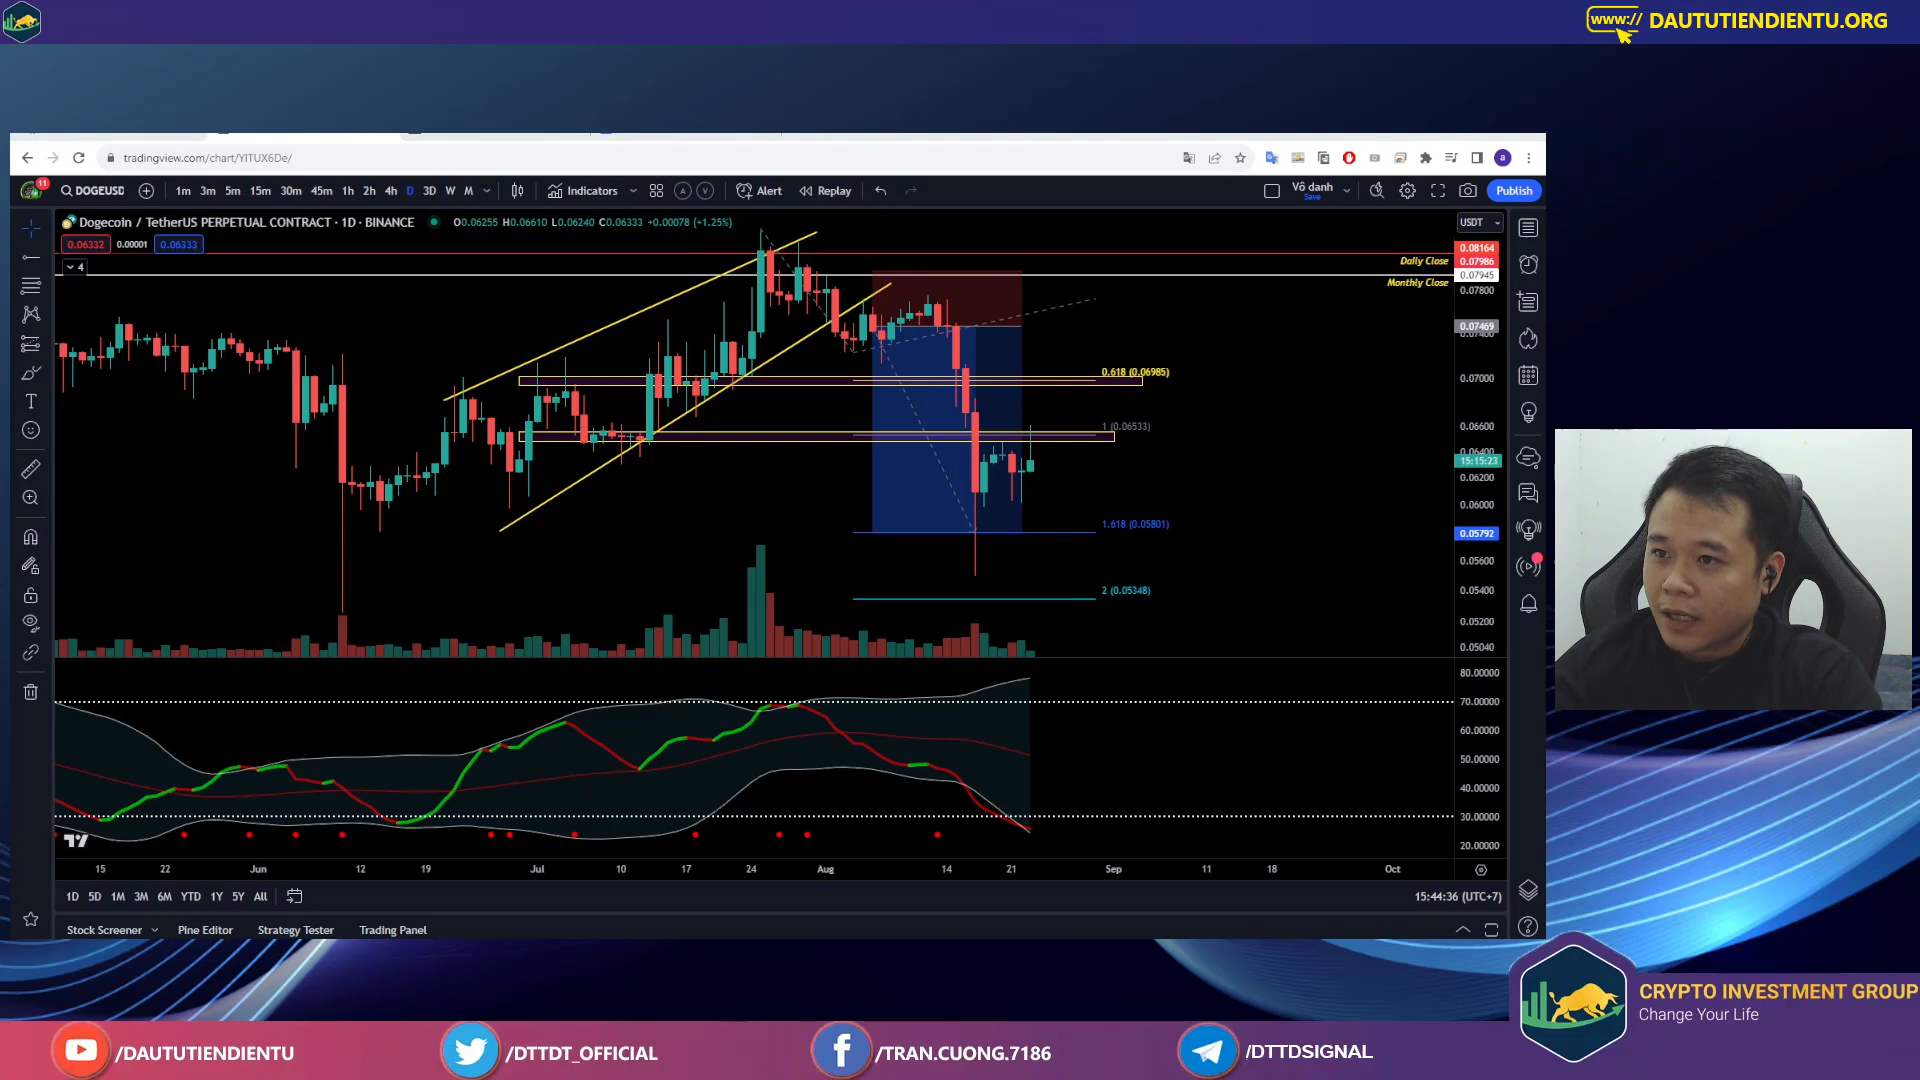 www:// DAUTUTIENDIENTU.ORG
tradingview.com/chart/YITUX6De/
11 DOGEUSD 1m 3m 5m 15m 30m 45m 1h 2h 4h D 3D W M Indicators A V Alert Replay Vô danh Save Publish
Dogecoin / TetherUS PERPETUAL CONTRACT · 1D · BINANCE O0.06255 H0.06610 L0.06240 C0.06333 +0.00078 (+1.25%) USDT
0.06332 0.00001 0.06333
4
0.08164
Daily Close 0.07986
0.07945
Monthly Close 0.07800
0.07469
0.618 (0.06985)
0.07000
1 (0.06533)
0.06600
15:15:23
0.06200
0.06000
1.618 (0.05801)
0.05792
0.05600
2 (0.05348)
0.05400
0.05200
0.05040
80.00000
70.00000
60.00000
50.00000
40.00000
30.00000
20.00000
15 22 Jun 12 19 Jul 10 17 24 Aug 14 21 Sep 11 18 Oct
1D 5D 1M 3M 6M YTD 1Y 5Y All 15:44:36 (UTC+7)
Stock Screener Pine Editor Strategy Tester Trading Panel
CRYPTO INVESTMENT GROUP
Change Your Life
/DAUTUTIENDIENTU /DTTDT_OFFICIAL /TRAN.CUONG.7186 /DTTDSIGNAL